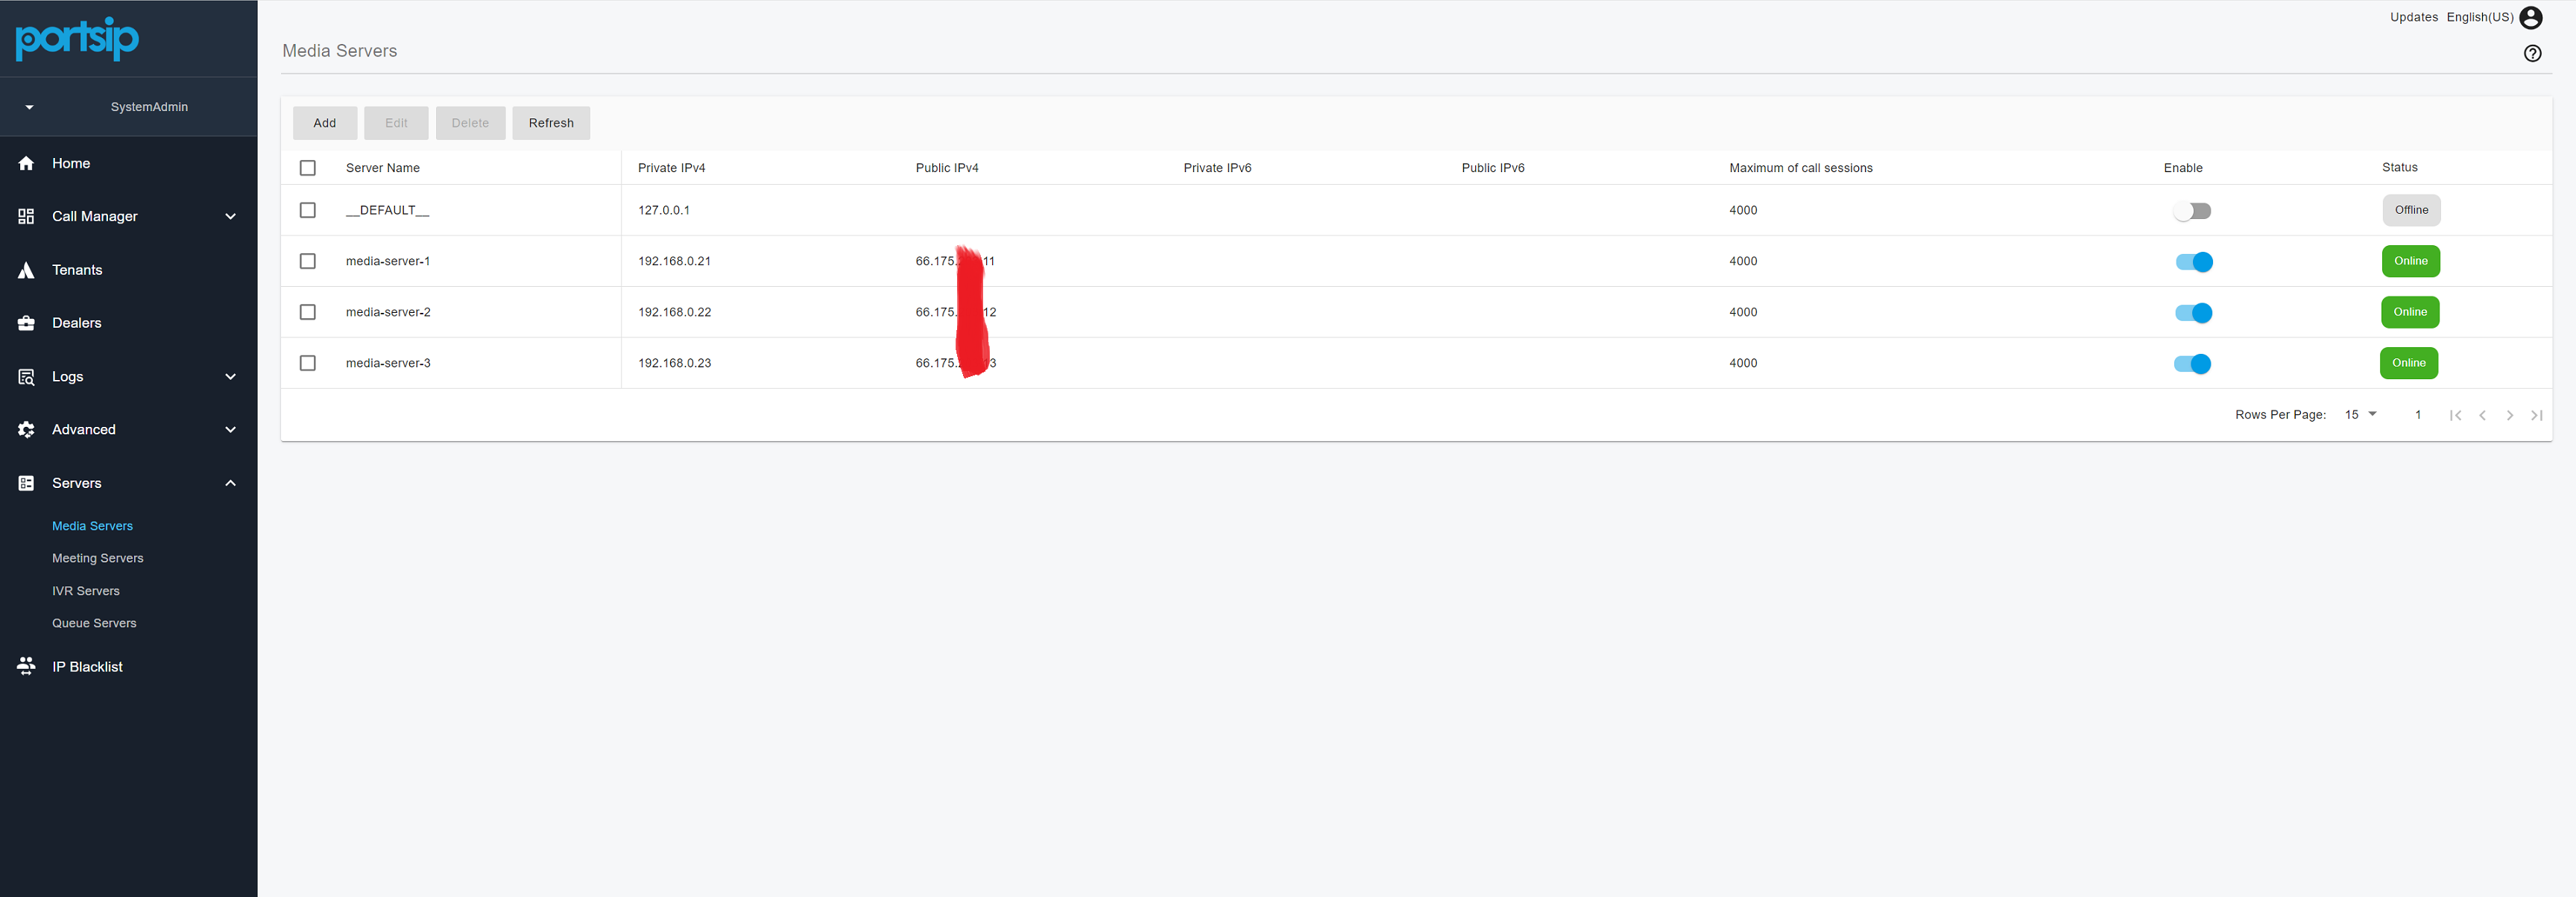 portsip
Updates English(US)
Media Servers
SystemAdmin
Home
Call Manager
Tenants
Dealers
Logs
Advanced
Servers
Media Servers
Meeting Servers
IVR Servers
Queue Servers
IP Blacklist
Add Edit Delete Refresh
Server Name Private IPv4 Public IPv4 Private IPv6 Public IPv6 Maximum of call sessions Enable Status
__DEFAULT__ 127.0.0.1 4000 Offline
media-server-1 192.168.0.21 66.175. 11 4000 Online
media-server-2 192.168.0.22 66.175. 12 4000 Online
media-server-3 192.168.0.23 66.175. 3 4000 Online
Rows Per Page: 15 1